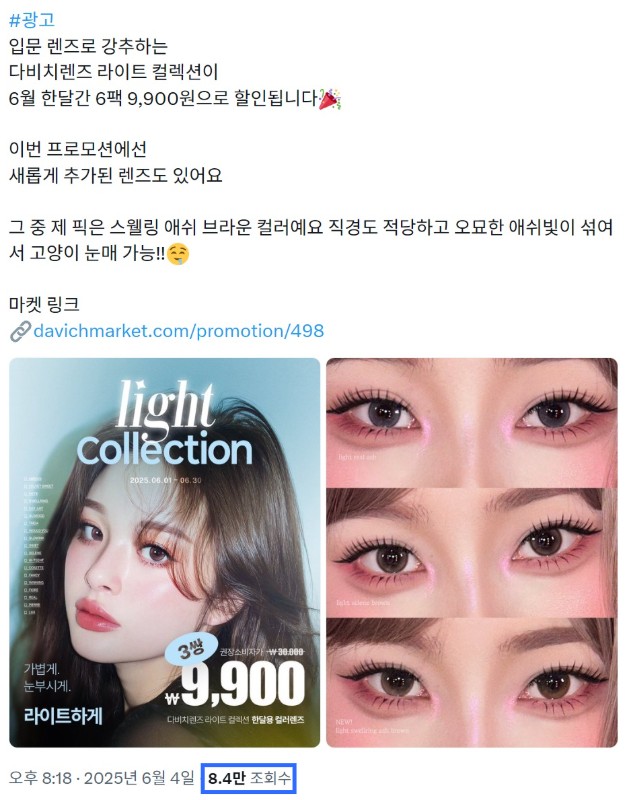 #광고
입문 렌즈로 강추하는
다비치렌즈 라이트 컬렉션이
6월 한달간 6팩 9,900원으로 할인됩니다🎉
이번 프로모션에선
새롭게 추가된 렌즈도 있어요
그 중 제 픽은 스웰링 애쉬 브라운 컬러예요 직경도 적당하고 오묘한 애쉬빛이 섞여
서 고양이 눈매 가능!!🤤
마켓 링크
🔗davichmarket.com/promotion/498
light
Collection
2025.06.01 ~ 06.30
가볍게.
눈부시게.
라이트하게
3쌍
권장소비자가 ₩30,000
₩9,900
다비치렌즈 라이트 컬렉션 한달용 컬러렌즈
NEW!
light swelling ash brown
오후 8:18 · 2025년 6월 4일 8.4만 조회수